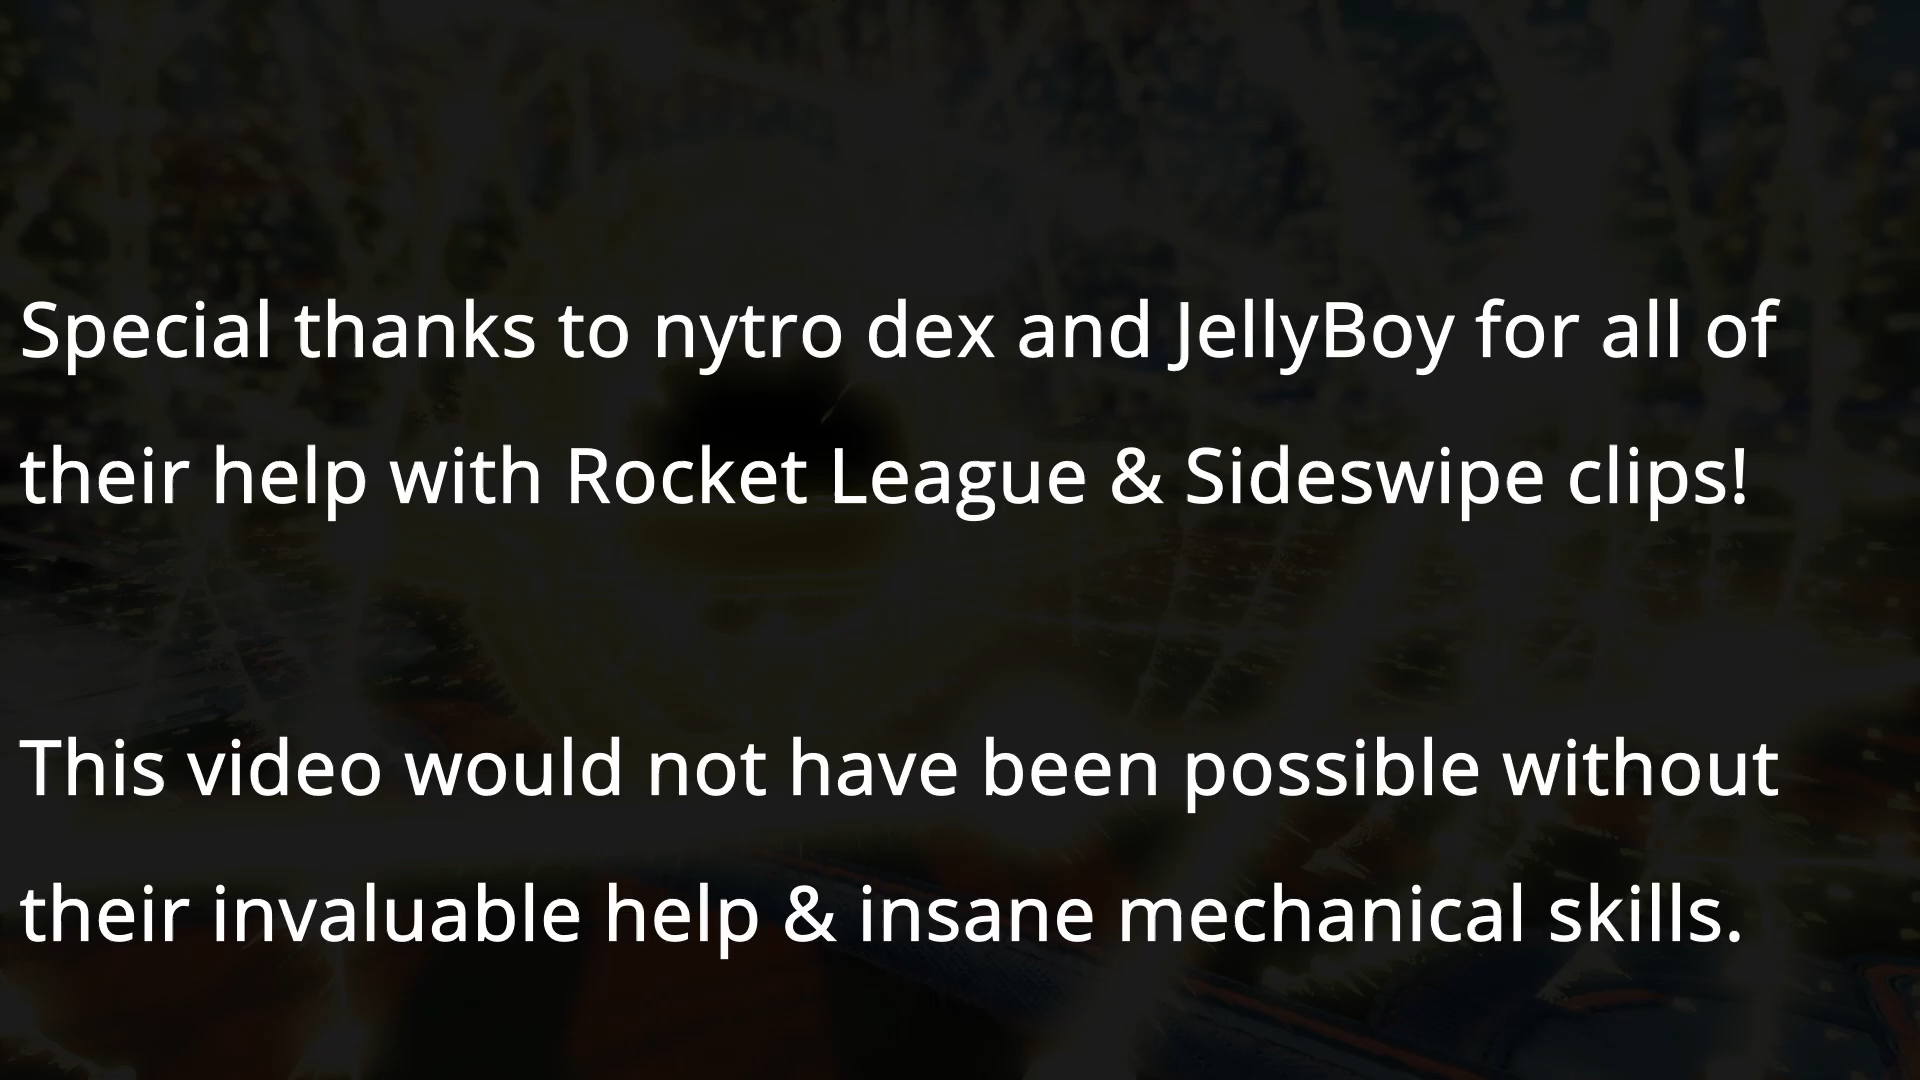 Special thanks to nytro dex and JellyBoy for all of
their help with Rocket League & Sideswipe clips!
This video would not have been possible without
their invaluable help & insane mechanical skills.